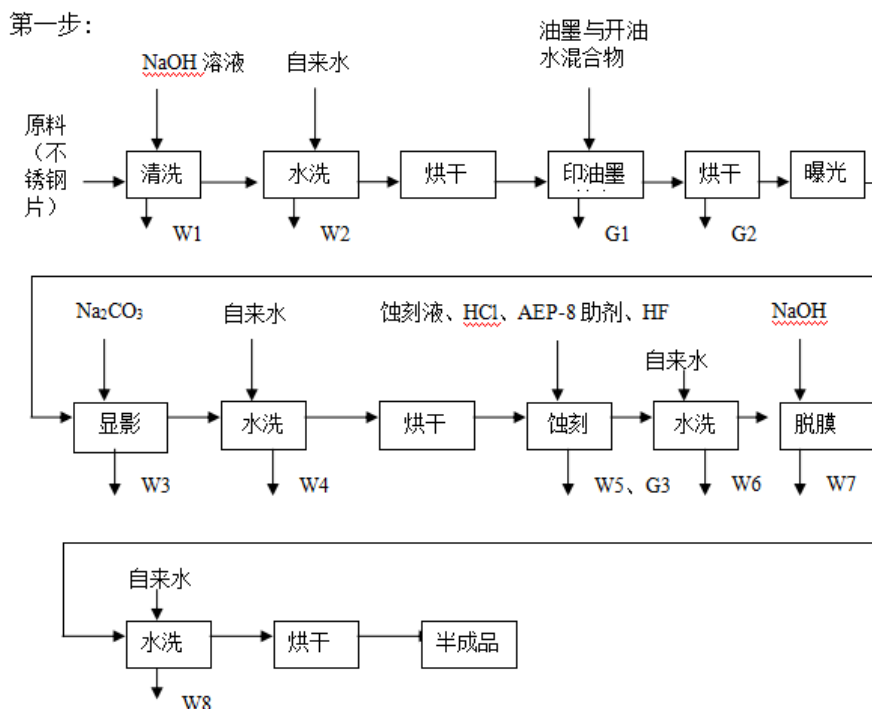 第一步：
油墨与开油
水混合物
NaOH 溶液
自来水
原料
（不
锈钢
片）
清洗
水洗
烘干
印油墨
烘干
曝光
W1
W2
G1
G2
Na₂CO₃
自来水
蚀刻液、HCl、AEP-8 助剂、HF
NaOH
自来水
显影
水洗
烘干
蚀刻
水洗
脱膜
W3
W4
W5、G3
W6
W7
自来水
水洗
烘干
半成品
W8